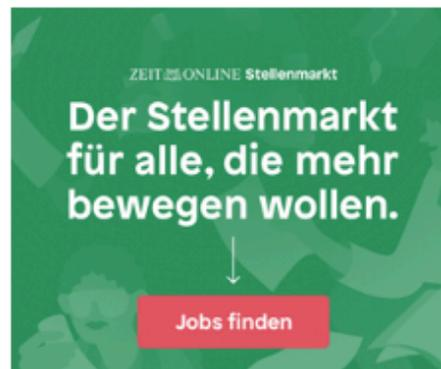 ZEIT ONLINE Stellenmarkt
Der Stellenmarkt
für alle, die mehr
bewegen wollen.
Jobs finden